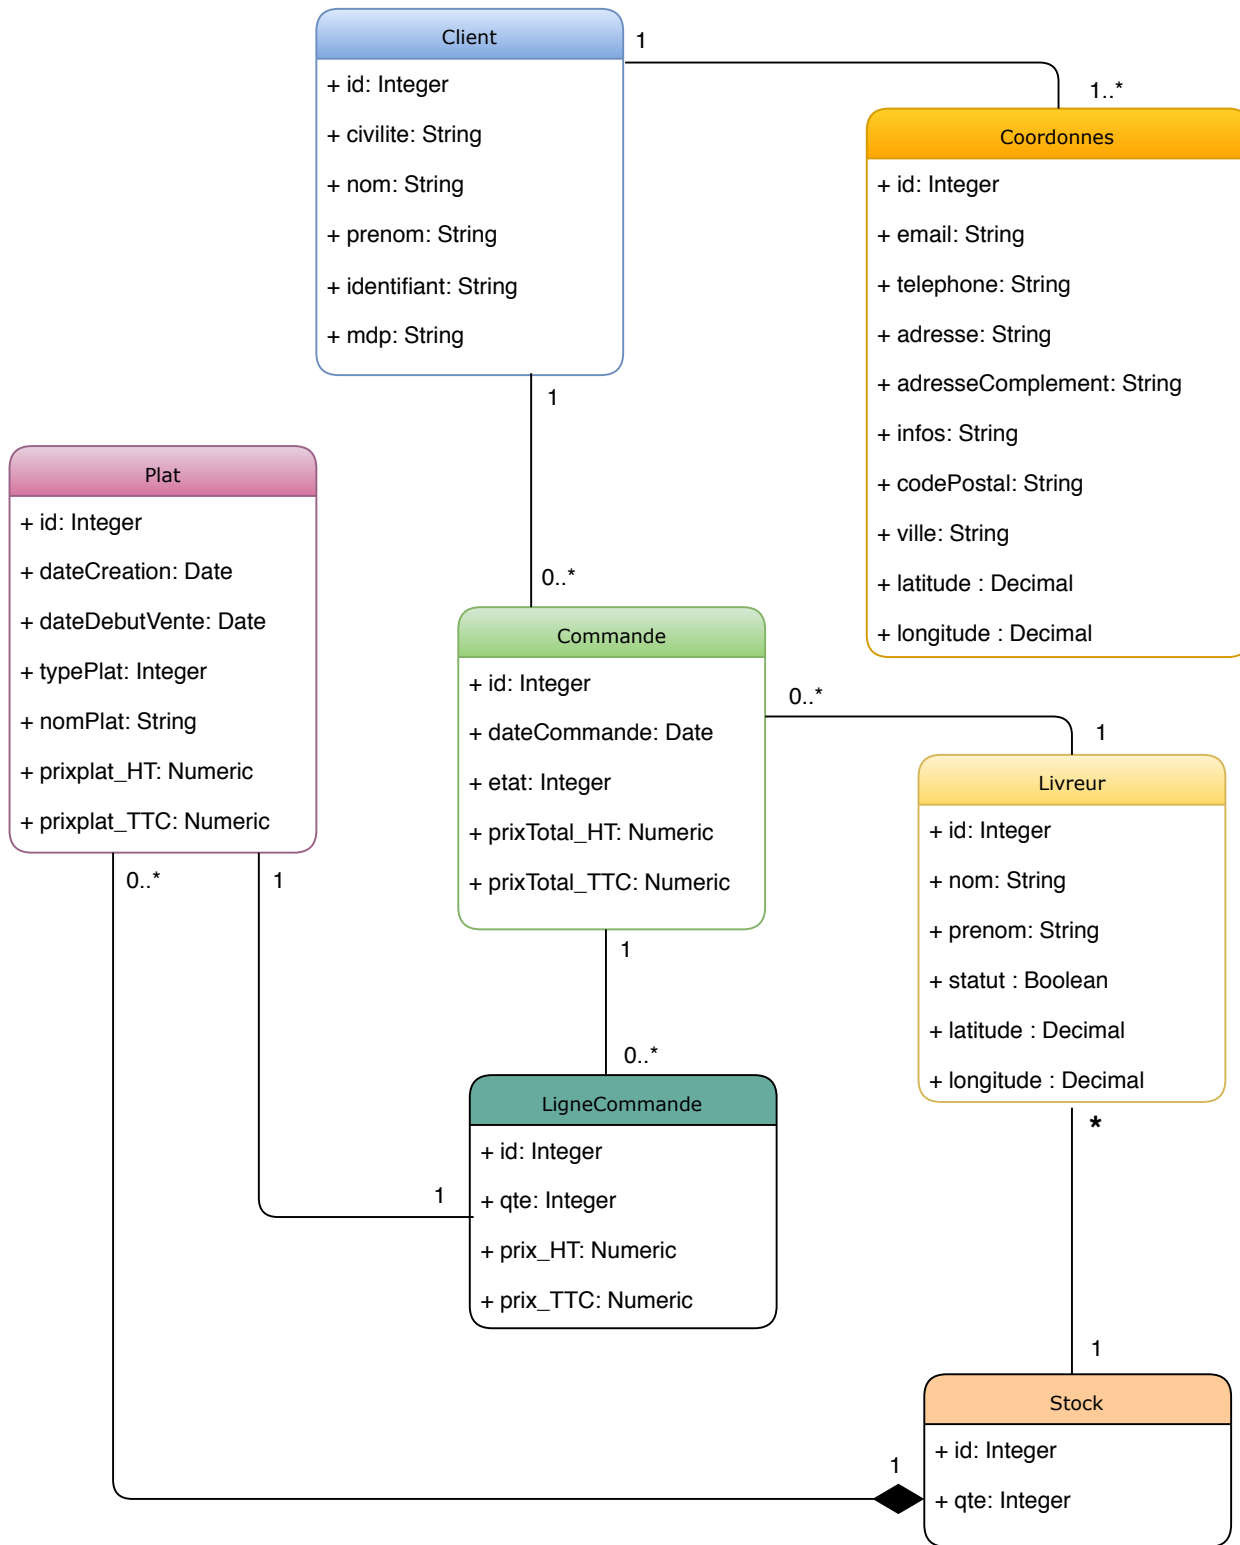 Client
+ id: Integer
+ civilite: String
+ nom: String
+ prenom: String
+ identifiant: String
+ mdp: String
1
1..*
Coordonnes
+ id: Integer
+ email: String
+ telephone: String
+ adresse: String
+ adresseComplement: String
+ infos: String
+ codePostal: String
+ ville: String
+ latitude : Decimal
+ longitude : Decimal
1
0..*
Plat
+ id: Integer
+ dateCreation: Date
+ dateDebutVente: Date
+ typePlat: Integer
+ nomPlat: String
+ prixplat_HT: Numeric
+ prixplat_TTC: Numeric
0..*
1
Commande
+ id: Integer
+ dateCommande: Date
+ etat: Integer
+ prixTotal_HT: Numeric
+ prixTotal_TTC: Numeric
0..*
1
Livreur
+ id: Integer
+ nom: String
+ prenom: String
+ statut : Boolean
+ latitude : Decimal
+ longitude : Decimal
1
0..*
LigneCommande
+ id: Integer
+ qte: Integer
+ prix_HT: Numeric
+ prix_TTC: Numeric
1
*
1
Stock
+ id: Integer
+ qte: Integer
1